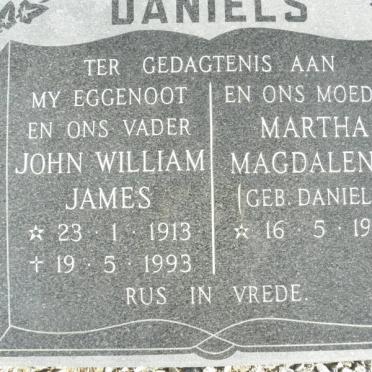 DANIELS
TER GEDAGTENIS AAN
MY EGGENOOT
EN ONS VADER
JOHN WILLIAM
JAMES
☆ 23 · 1 · 1913
✝ 19 · 5 · 1993
EN ONS MOED
MARTHA
MAGDALEN
(GEB. DANIEL
☆ 16 · 5 · 19
RUS IN VREDE.